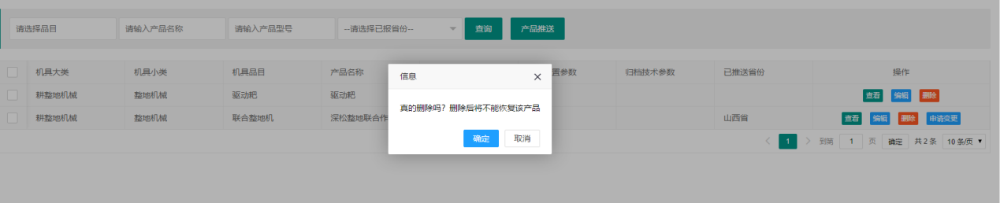 请选择品目 请输入产品名称 请输入产品型号 --请选择已报省份-- 查询 产品推送
机具大类 机具小类 机具品目 产品名称 置参数 归档技术参数 已推送省份 操作
耕整地机械 整地机械 驱动耙 驱动耙 查看 编辑 删除
耕整地机械 整地机械 联合整地机 深松整地联合作 山西省 查看 编辑 删除 申请变更
1 到第 1 页 确定 共2条 10条/页
信息
真的删除吗？删除后将不能恢复该产品
确定 取消